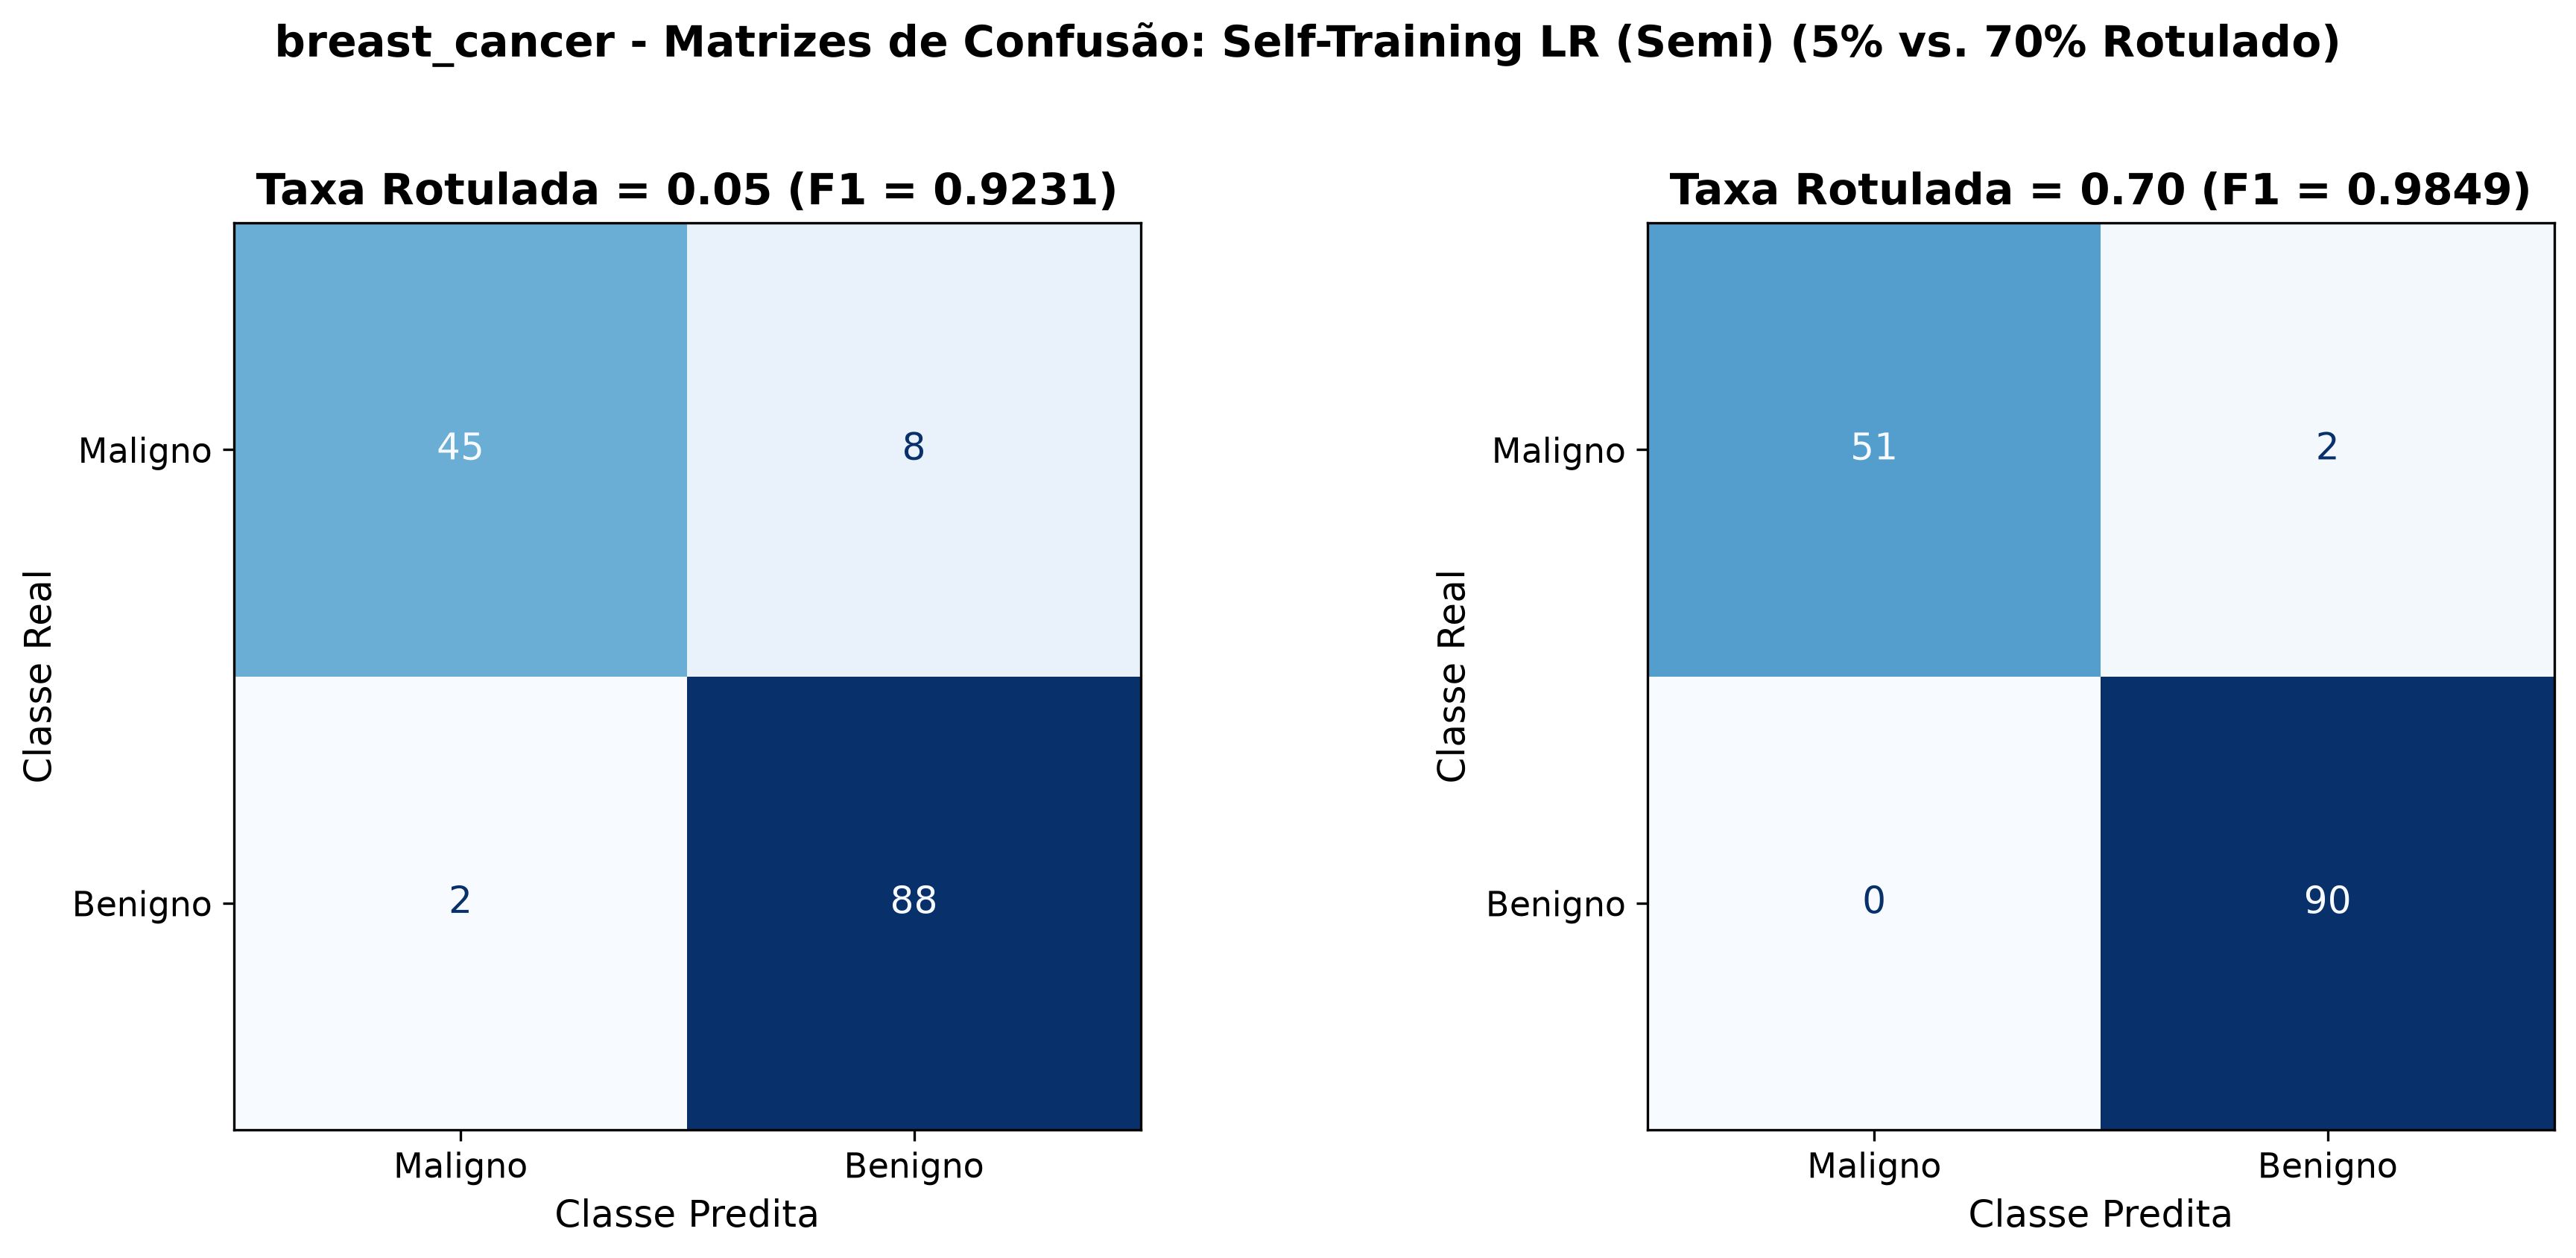 breast_cancer - Matrizes de Confusão: Self-Training LR (Semi) (5% vs. 70% Rotulado)
Taxa Rotulada = 0.05 (F1 = 0.9231)
Classe Real
Maligno
45
8
Benigno
2
88
Maligno
Benigno
Classe Predita
Taxa Rotulada = 0.70 (F1 = 0.9849)
Classe Real
Maligno
51
2
Benigno
0
90
Maligno
Benigno
Classe Predita